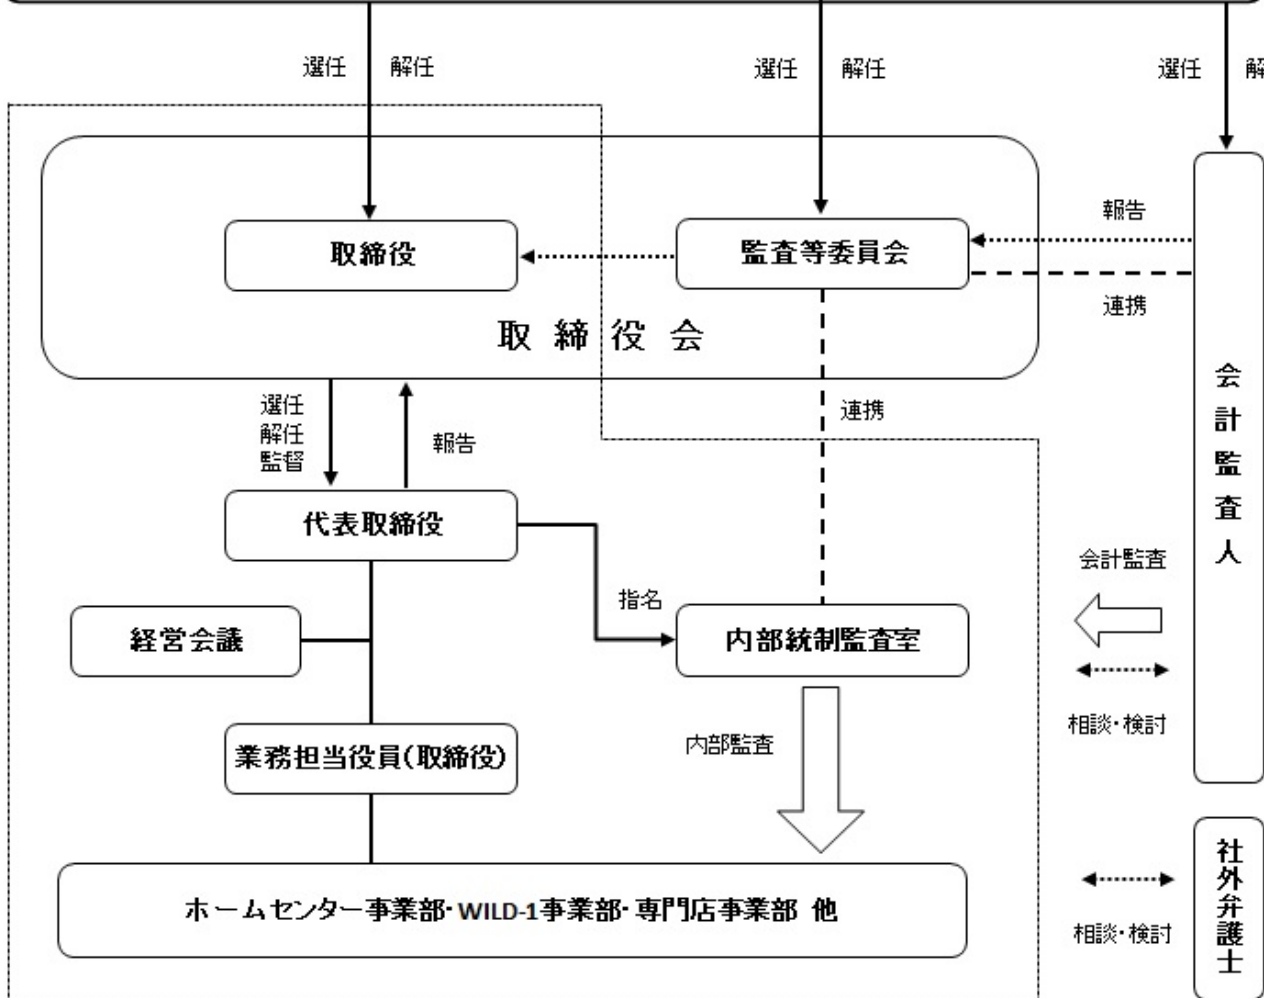 選任 解任
選任 解任
選任 解
取締役
監査等委員会
報告
連携
取締役会
選任
解任
監督
報告
連携
会計監査人
代表取締役
指名
会計監査
経営会議
内部統制監査室
相談・検討
業務担当役員(取締役)
内部監査
ホームセンター事業部・WILD-1事業部・専門店事業部 他
相談・検討
社外弁護士